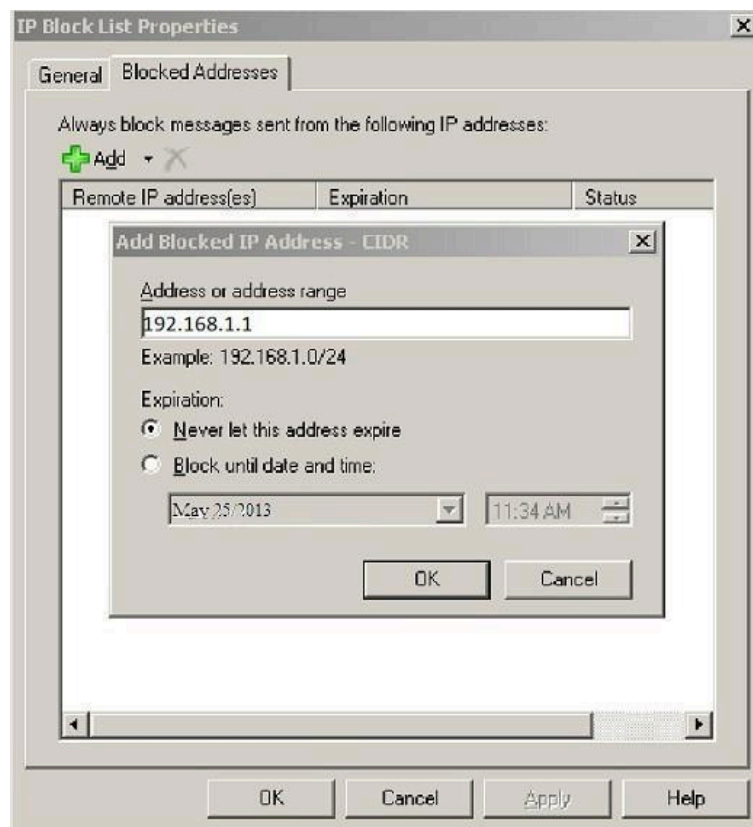 IP Block List Properties
General Blocked Addresses
Always block messages sent from the following IP addresses:
Add
Remote IP address(es) Expiration Status
Add Blocked IP Address - CIDR
Address or address range
192.168.1.1
Example: 192.168.1.0/24
Expiration:
Never let this address expire
Block until date and time:
May 25/2013 11:34 AM
OK Cancel
OK Cancel Apply Help